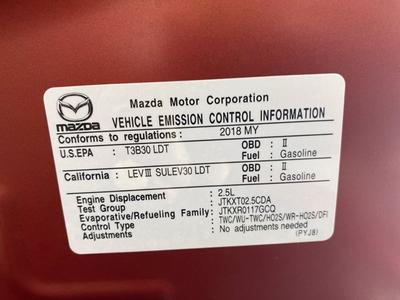 Mazda Motor Corporation
mazda
VEHICLE EMISSION CONTROL INFORMATION
Conforms to regulations: 2018 MY
U.S.EPA : T3B30 LDT OBD : II
Fuel : Gasoline
California : LEVⅢ SULEV30 LDT OBD : II
Fuel : Gasoline
Engine Displacement : 2.5L
Test Group : JTKXT02.5CDA
Evaporative/Refueling Family: JTKXR0117GCQ
Control Type : TWC/WU-TWC/HO2S/WR-HO2S/DFI
Adjustments : No adjustments needed
(PYJ8)